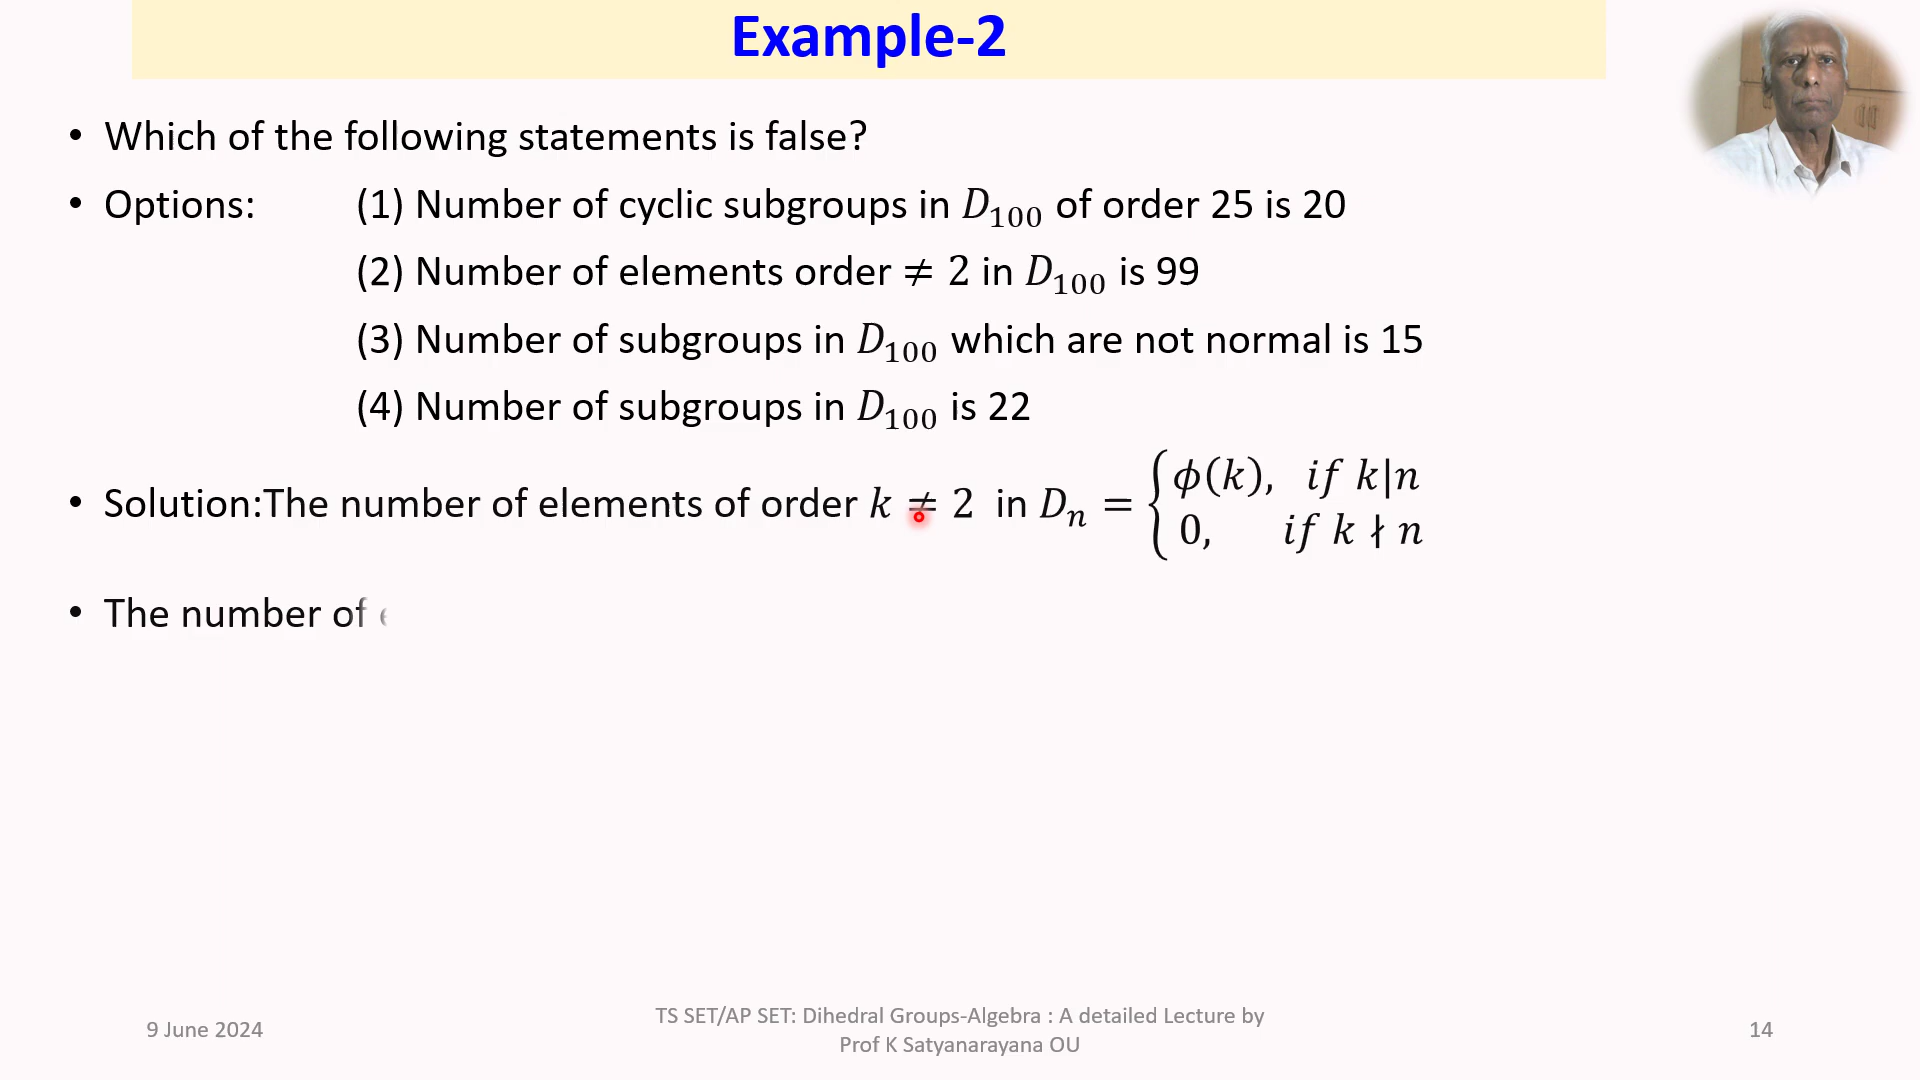 Example-2
• Which of the following statements is false?
• Options: (1) Number of cyclic subgroups in D₁₀₀ of order 25 is 20
(2) Number of elements order ≠ 2 in D₁₀₀ is 99
(3) Number of subgroups in D₁₀₀ which are not normal is 15
(4) Number of subgroups in D₁₀₀ is 22
• Solution:The number of elements of order k ≠ 2 in Dₙ = { ϕ(k), if k|n
0, if k ∤ n
• The number of
9 June 2024
TS SET/AP SET: Dihedral Groups-Algebra : A detailed Lecture by
Prof K Satyanarayana OU
14